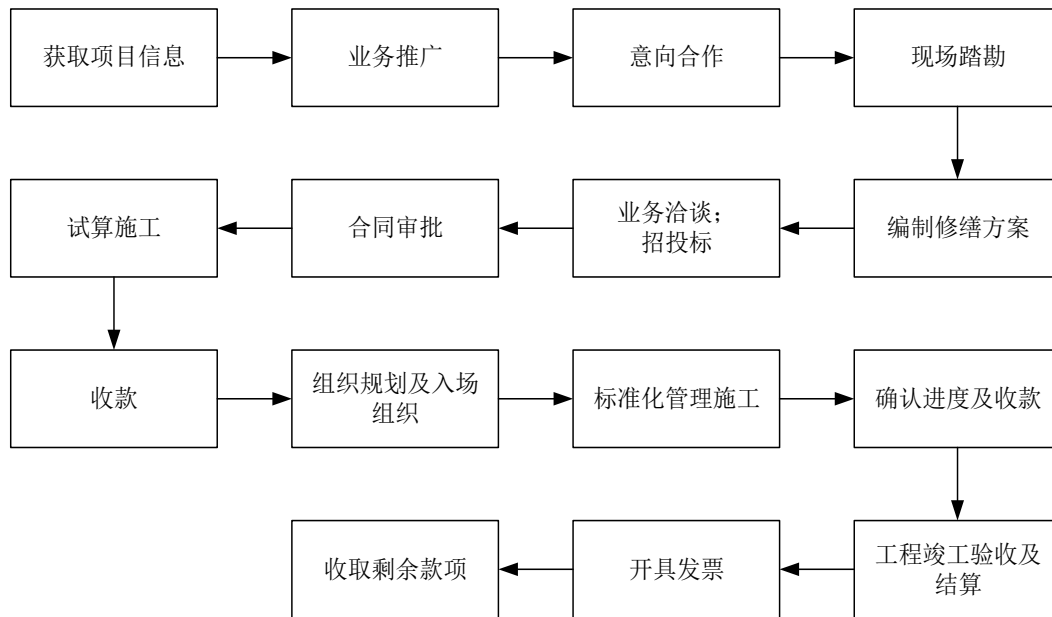 获取项目信息
业务推广
意向合作
现场踏勘
试算施工
合同审批
业务洽谈;
招投标
编制修缮方案
收款
组织规划及入场
组织
标准化管理施工
确认进度及收款
收取剩余款项
开具发票
工程竣工验收及
结算